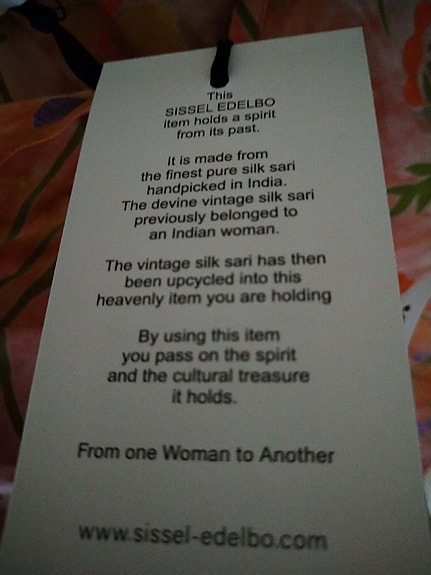 This
SISSEL EDELBO
item holds a spirit
from its past.
It is made from
the finest pure silk sari
handpicked in India.
The devine vintage silk sari
previously belonged to
an Indian woman.
The vintage silk sari has then
been upcycled into this
heavenly item you are holding
By using this item
you pass on the spirit
and the cultural treasure
it holds.
From one Woman to Another
www.sissel-edelbo.com